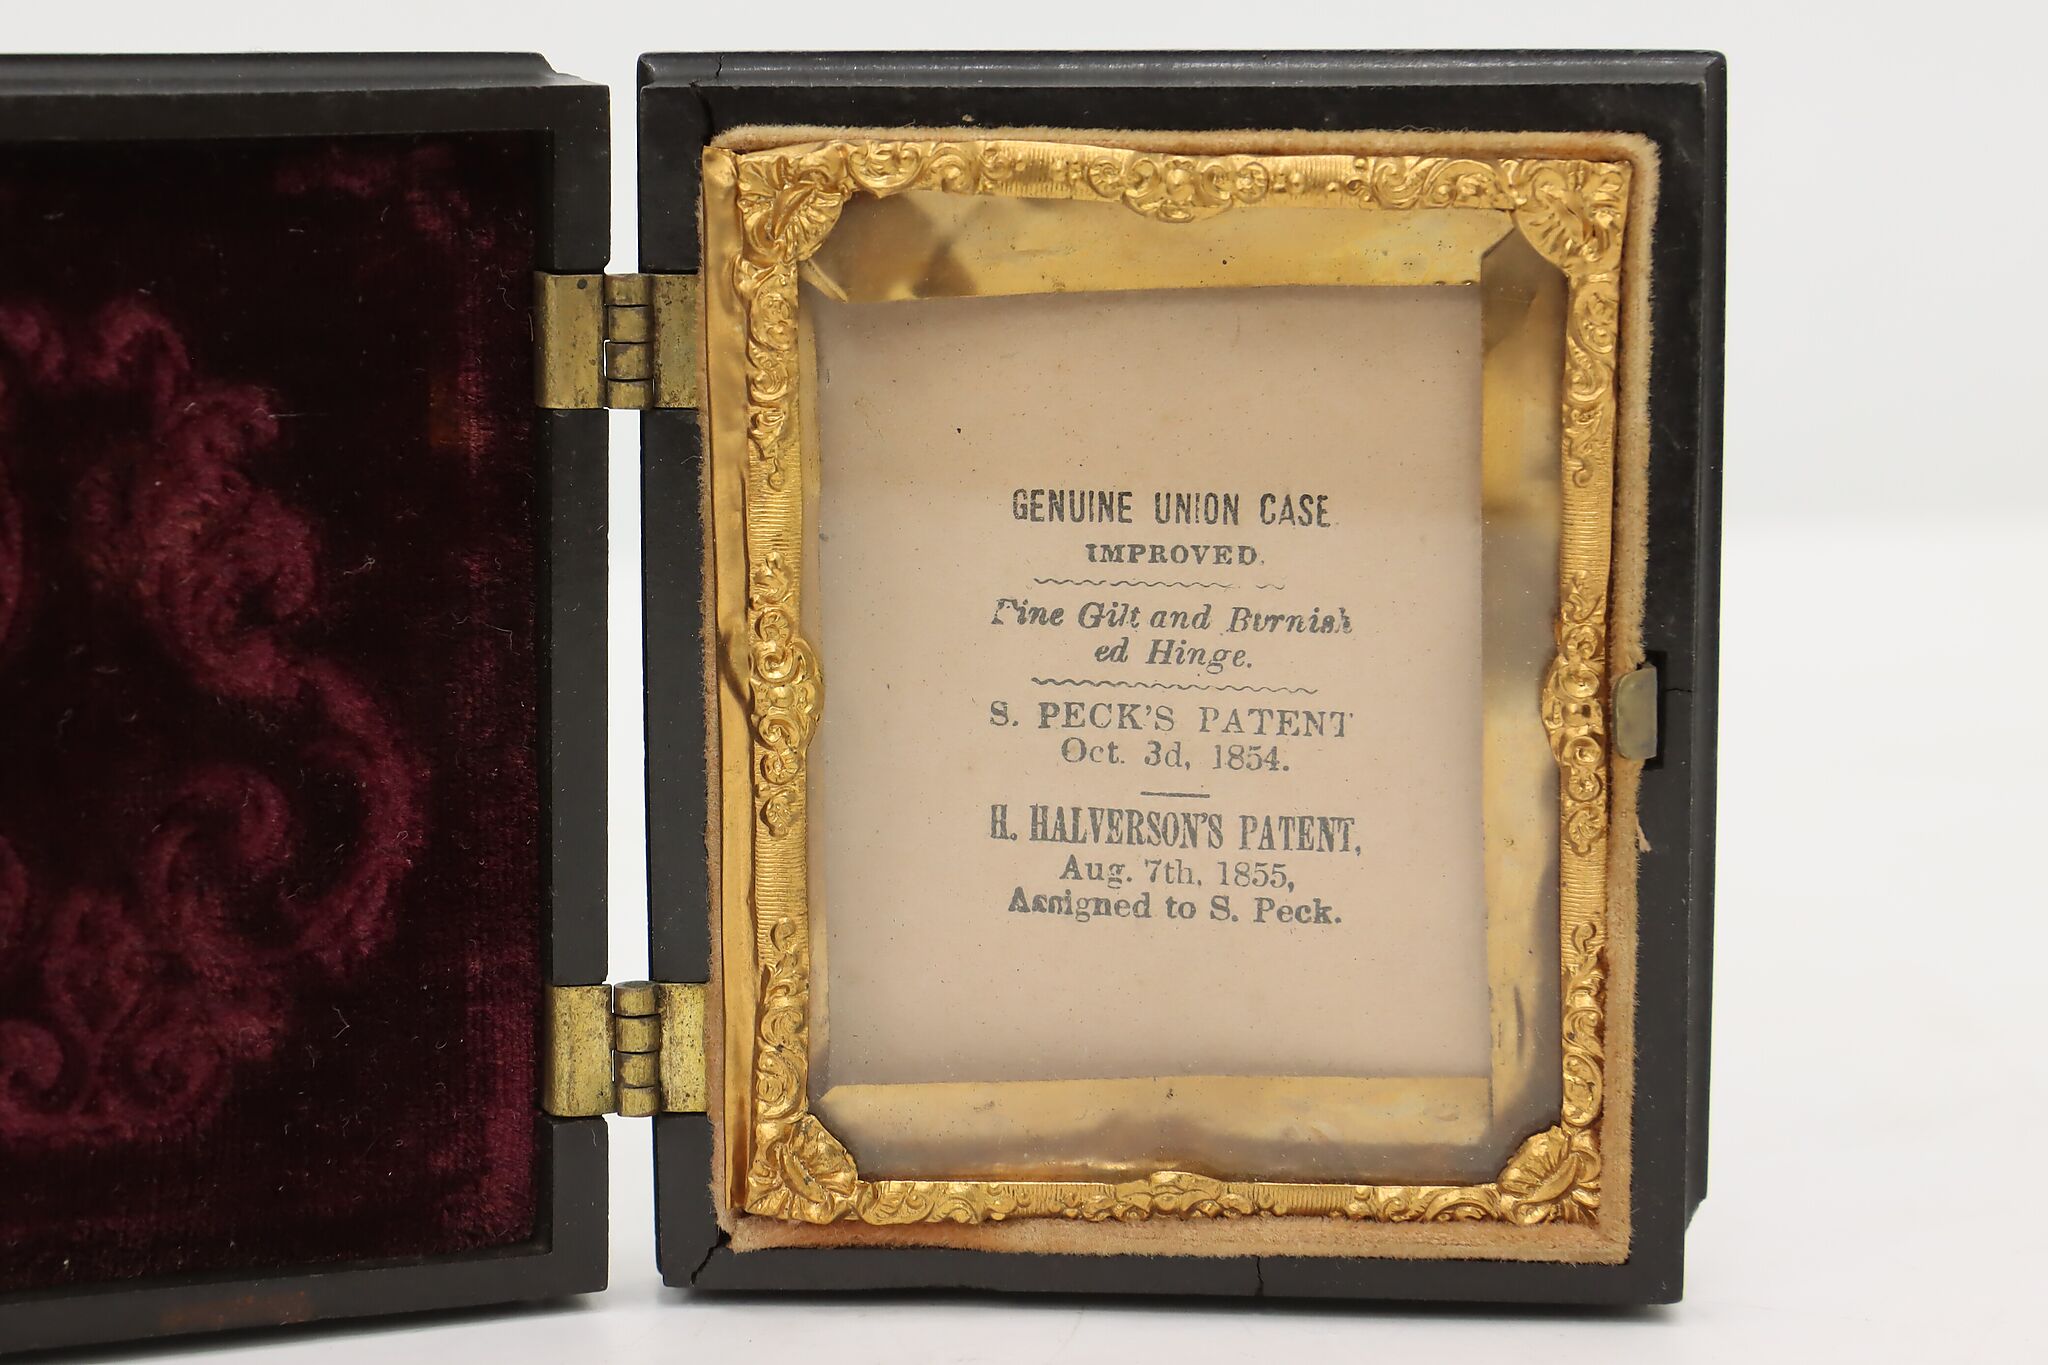 GENUINE UNION CASE
IMPROVED.
Fine Gilt and Burnish
ed Hinge.
S. PECK'S PATENT
Oct. 3d, 1854.
H. HALVERSON'S PATENT,
Aug. 7th, 1855,
Assigned to S. Peck.